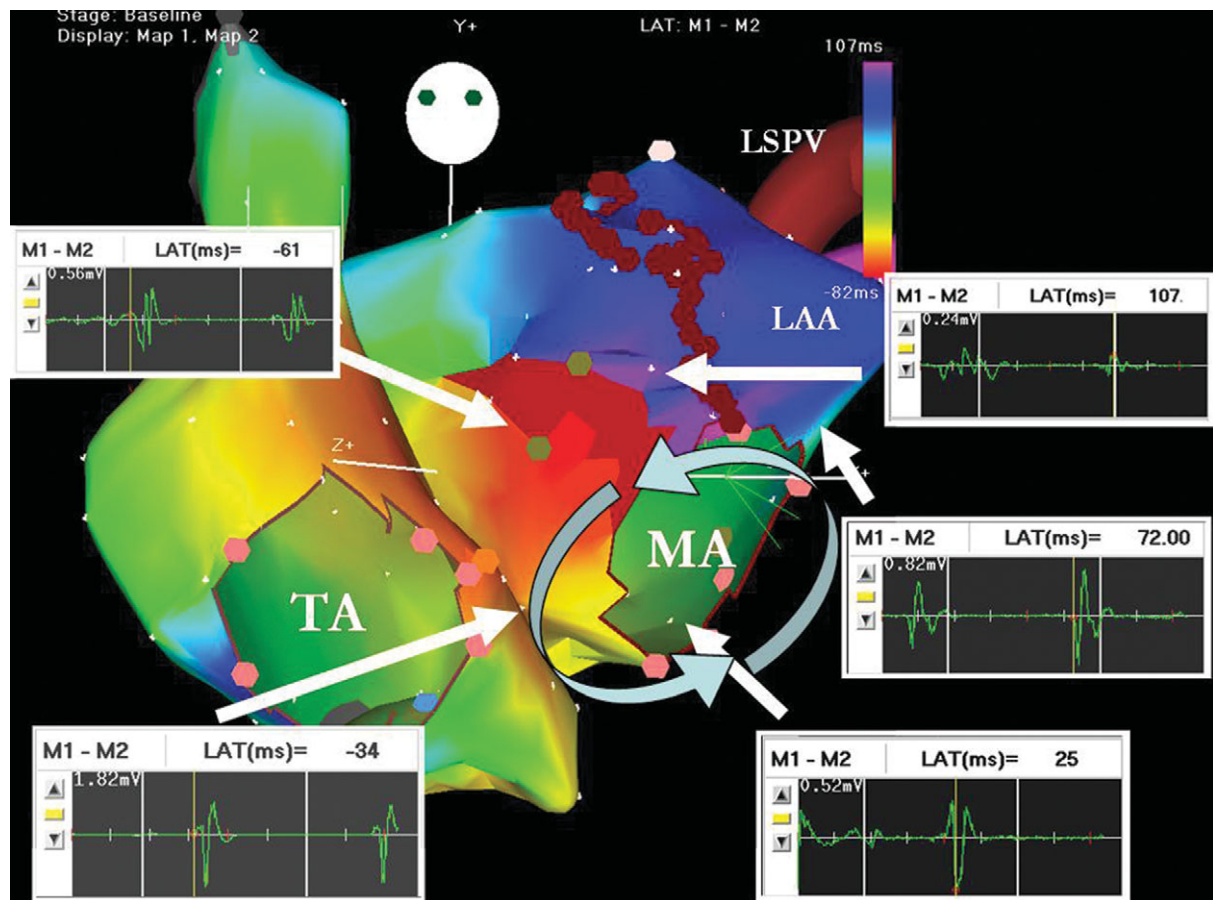 Stage: Baseline
Display: Map 1, Map 2
Y+
LAT: M1 - M2
107ms
LSPV
-82ms
LAA
M1 - M2 LAT(ms)= -61
0.56mV
M1 - M2 LAT(ms)= 107.
0.24mV
Z+
MA
TA
M1 - M2 LAT(ms)= 72.00
0.82mV
M1 - M2 LAT(ms)= -34
1.82mV
M1 - M2 LAT(ms)= 25
0.52mV